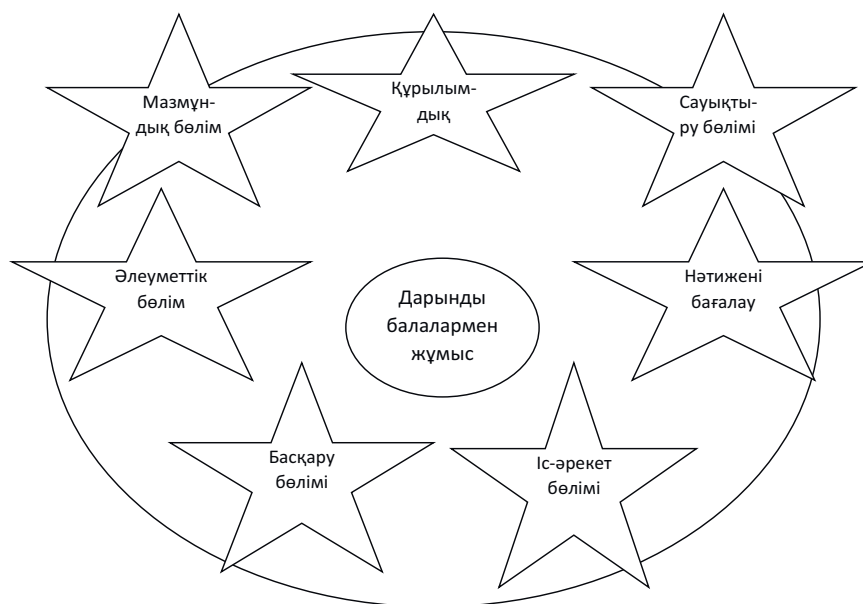 Мазмұн-
дық бөлім
Құрылым-
дық
Сауықты-
ру бөлімі
Әлеуметтік
бөлім
Дарынды
балалармен
жұмыс
Нәтижені
бағалау
Басқару
бөлімі
Іс-әрекет
бөлімі